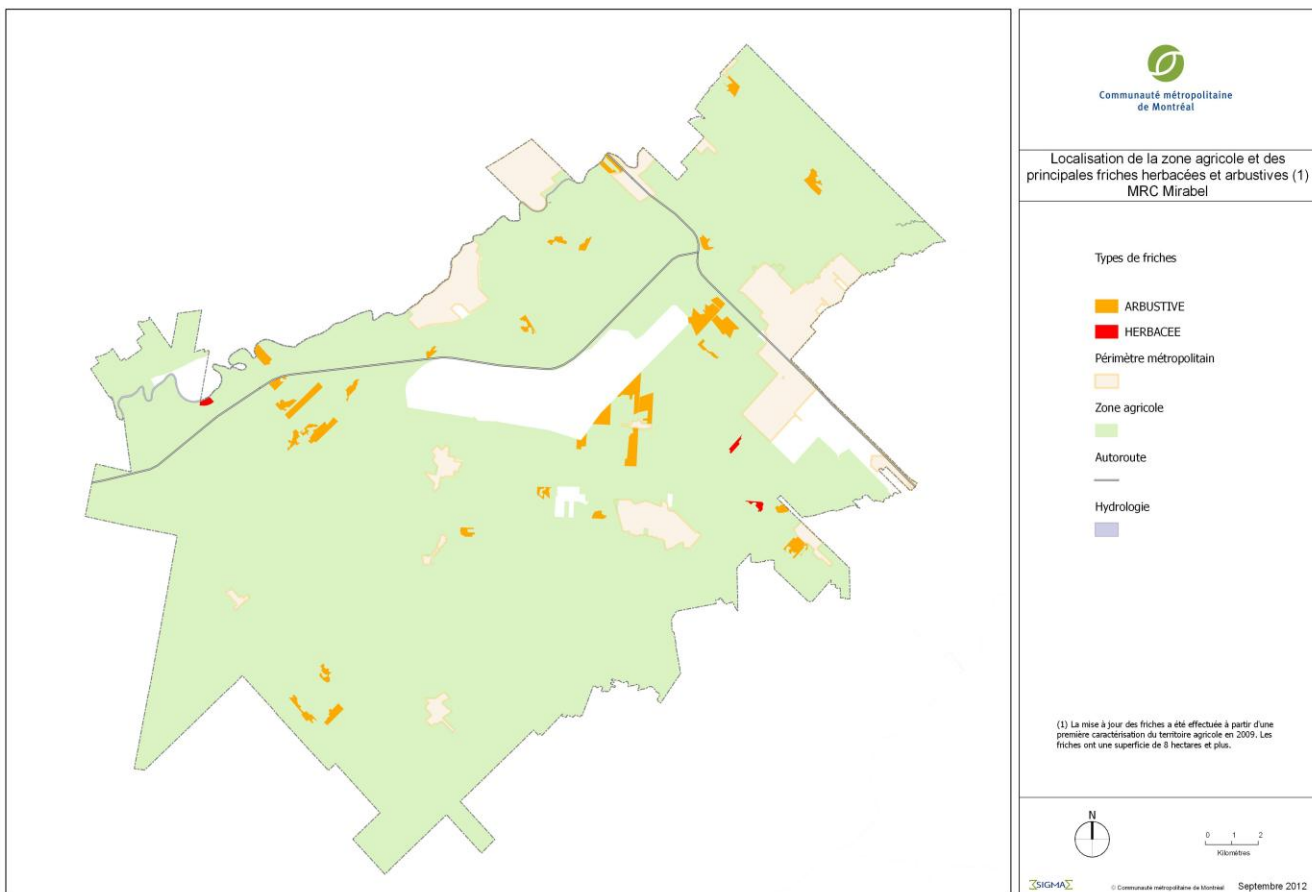 Communauté métropolitaine
de Montréal
Localisation de la zone agricole et des
principales friches herbacées et arbustives (1)
MRC Mirabel
Types de friches
ARBUSTIVE
HERBACEE
Périmètre métropolitain
Zone agricole
Autoroute
Hydrologie
(1) La mise à jour des friches a été effectuée à partir d'une
première caractérisation du territoire agricole en 2009. Les
friches ont une superficie de 8 hectares et plus.
N
0 1 2
Kilomètres
ΣSIGMAΣ
© Communauté métropolitaine de Montréal Septembre 2012